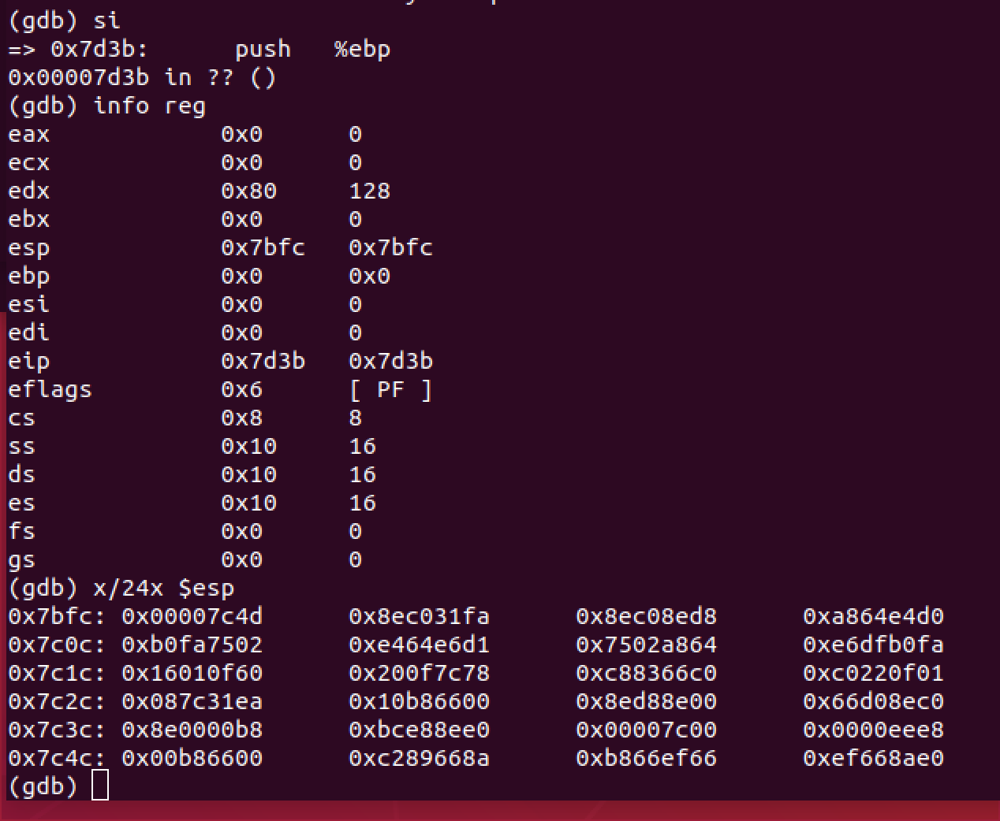 (gdb) si
=> 0x7d3b:      push   %ebp
0x00007d3b in ?? ()
(gdb) info reg
eax            0x0      0
ecx            0x0      0
edx            0x80     128
ebx            0x0      0
esp            0x7bfc   0x7bfc
ebp            0x0      0x0
esi            0x0      0
edi            0x0      0
eip            0x7d3b   0x7d3b
eflags         0x6      [ PF ]
cs             0x8      8
ss             0x10     16
ds             0x10     16
es             0x10     16
fs             0x0      0
gs             0x0      0
(gdb) x/24x $esp
0x7bfc: 0x00007c4d      0x8ec031fa      0x8ec08ed8      0xa864e4d0
0x7c0c: 0xb0fa7502      0xe464e6d1      0x7502a864      0xe6dfb0fa
0x7c1c: 0x16010f60      0x200f7c78      0xc88366c0      0xc0220f01
0x7c2c: 0x087c31ea      0x10b86600      0x8ed88e00      0x66d08ec0
0x7c3c: 0x8e0000b8      0xbce88ee0      0x00007c00      0x0000eee8
0x7c4c: 0x00b86600      0xc289668a      0xb866ef66      0xef668ae0
(gdb)